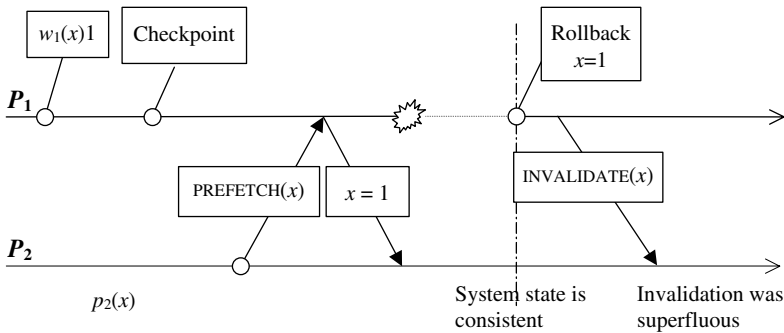 w₁(x)1
Checkpoint
Rollback
x=1
P₁
PREFETCH(x)
x = 1
INVALIDATE(x)
P₂
p₂(x)
System state is
consistent
Invalidation was
superfluous